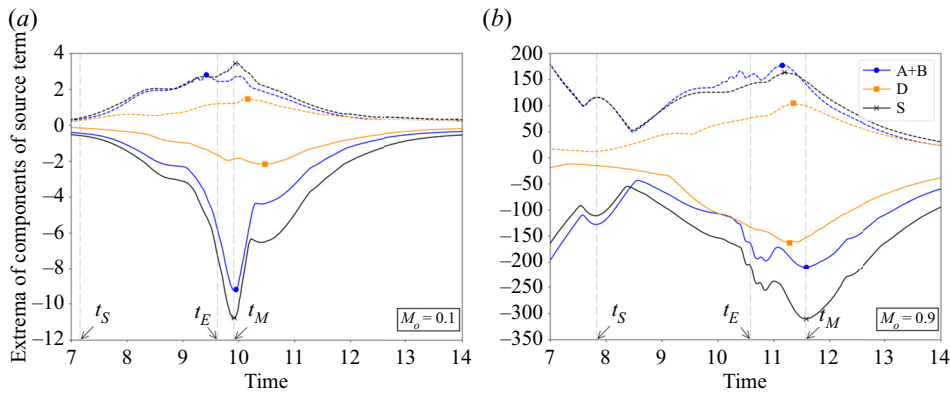 (a)
(b)
4
2
0
−2
−4
−6
−8
−10
−12
Extrema of components of source term
t_S
t_E
t_M
M_o = 0.1
7 8 9 10 11 12 13 14
Time
200
150
100
50
0
−50
−100
−150
−200
−250
−300
−350
A+B
D
S
t_S
t_E
t_M
M_o = 0.9
7 8 9 10 11 12 13 14
Time